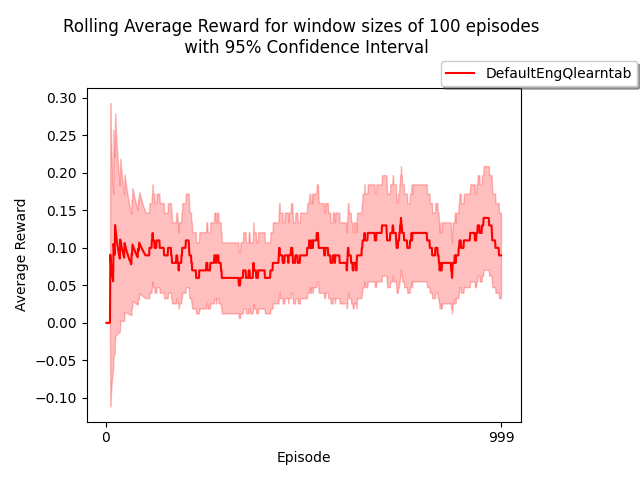 Rolling Average Reward for window sizes of 100 episodes
with 95% Confidence Interval
DefaultEngQlearntab
0.30
0.25
0.20
0.15
0.10
0.05
0.00
−0.05
−0.10
Average Reward
0
999
Episode